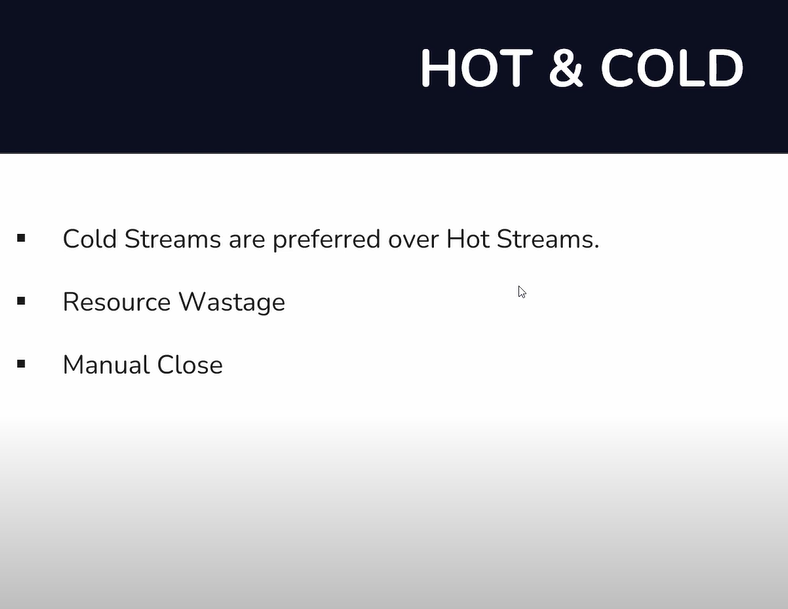 HOT & COLD
▪ Cold Streams are preferred over Hot Streams.
▪ Resource Wastage
▪ Manual Close